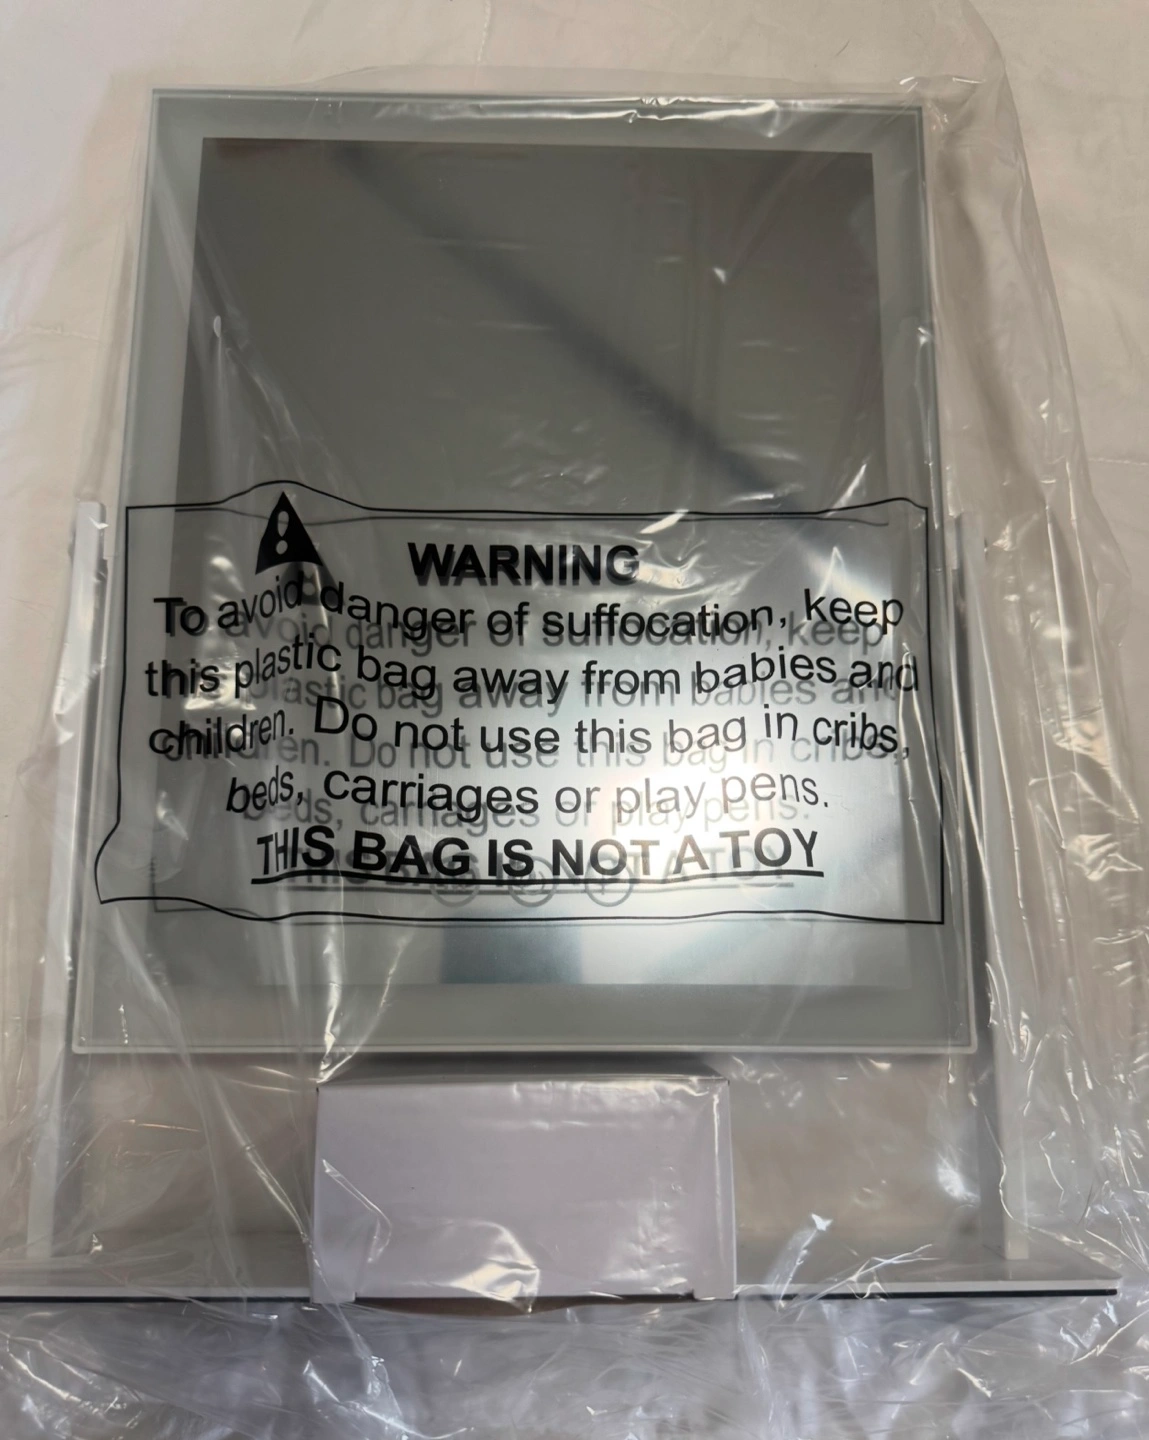 WARNING
To avoid danger of suffocation, keep
this plastic bag away from babies and
children. Do not use this bag in cribs,
beds, carriages or play pens.
THIS BAG IS NOT A TOY